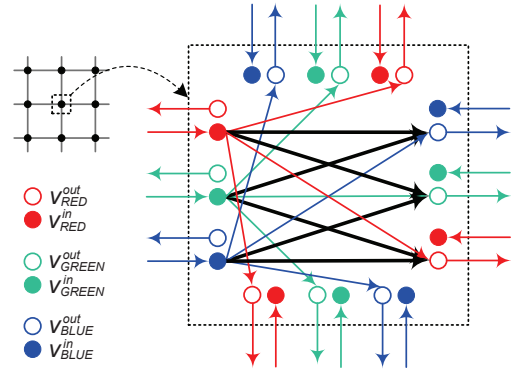 V^out_RED
V^in_RED
V^out_GREEN
V^in_GREEN
V^out_BLUE
V^in_BLUE